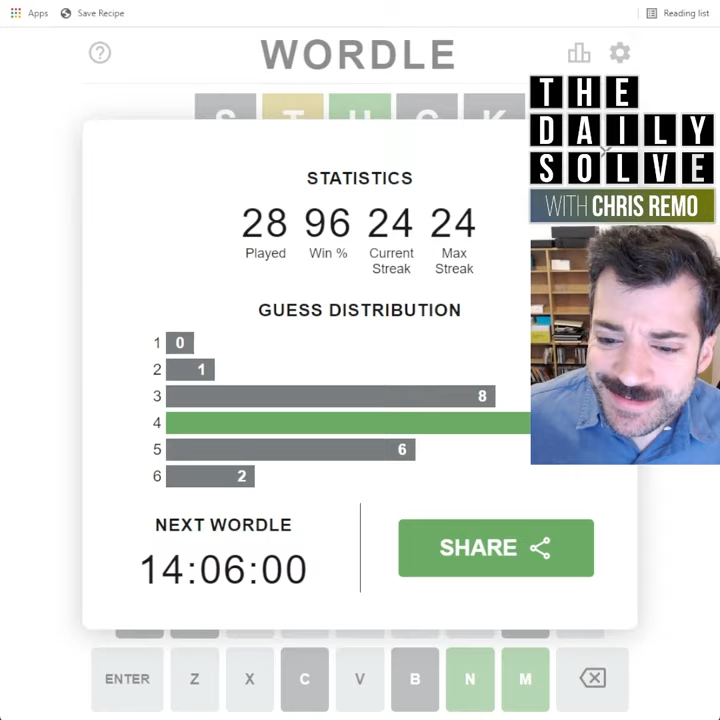 Apps Save Recipe Reading list
WORDLE
S T U C K
THE
DAILY
SOLVE
WITH CHRIS REMO
STATISTICS
28 96 24 24
Played Win % Current Streak Max Streak
GUESS DISTRIBUTION
1 0
2 1
3 8
4
5 6
6 2
NEXT WORDLE
14:06:00
SHARE
ENTER Z X C V B N M